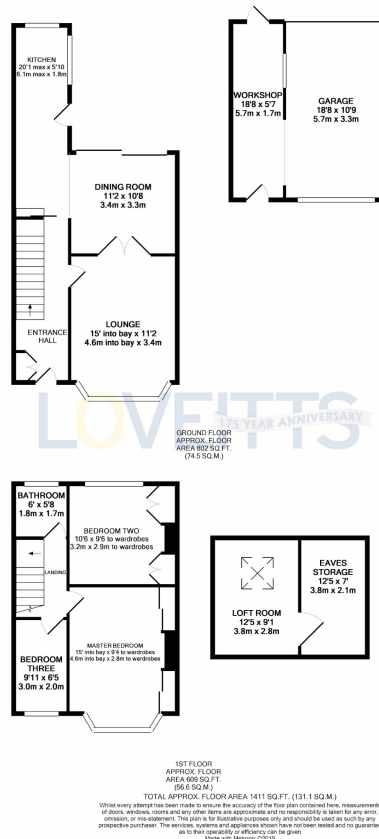 KITCHEN
20'1 max x 5'10
6.1m max x 1.8m
WORKSHOP
18'8 x 5'7
5.7m x 1.7m
GARAGE
18'8 x 10'9
5.7m x 3.3m
DINING ROOM
11'2 x 10'8
3.4m x 3.3m
ENTRANCE
HALL
LOUNGE
15' into bay x 11'2
4.6m into bay x 3.4m
LOVEITTS
175 YEAR ANNIVERSARY
GROUND FLOOR
APPROX. FLOOR
AREA 802 SQ.FT.
(74.5 SQ.M.)
BATHROOM
6' x 5'8
1.8m x 1.7m
BEDROOM TWO
10'6 x 9'6 to wardrobes
3.2m x 2.9m to wardrobes
LANDING
MASTER BEDROOM
15' into bay x 9'4 to wardrobes
4.6m into bay x 2.8m to wardrobes
BEDROOM
THREE
9'11 x 6'5
3.0m x 2.0m
LOFT ROOM
12'5 x 9'1
3.8m x 2.8m
EAVES
STORAGE
12'5 x 7'
3.8m x 2.1m
1ST FLOOR
APPROX. FLOOR
AREA 609 SQ.FT.
(56.6 SQ.M.)
TOTAL APPROX. FLOOR AREA 1411 SQ.FT. (131.1 SQ.M.)
Whilst every attempt has been made to ensure the accuracy of the floor plan contained here, measurements
of doors, windows, rooms and any other items are approximate and no responsibility is taken for any error,
omission, or mis-statement. This plan is for illustrative purposes only and should be used as such by any
prospective purchaser. The services, systems and appliances shown have not been tested and no guarantee
as to their operability or efficiency can be given
Made with Metropix ©2019